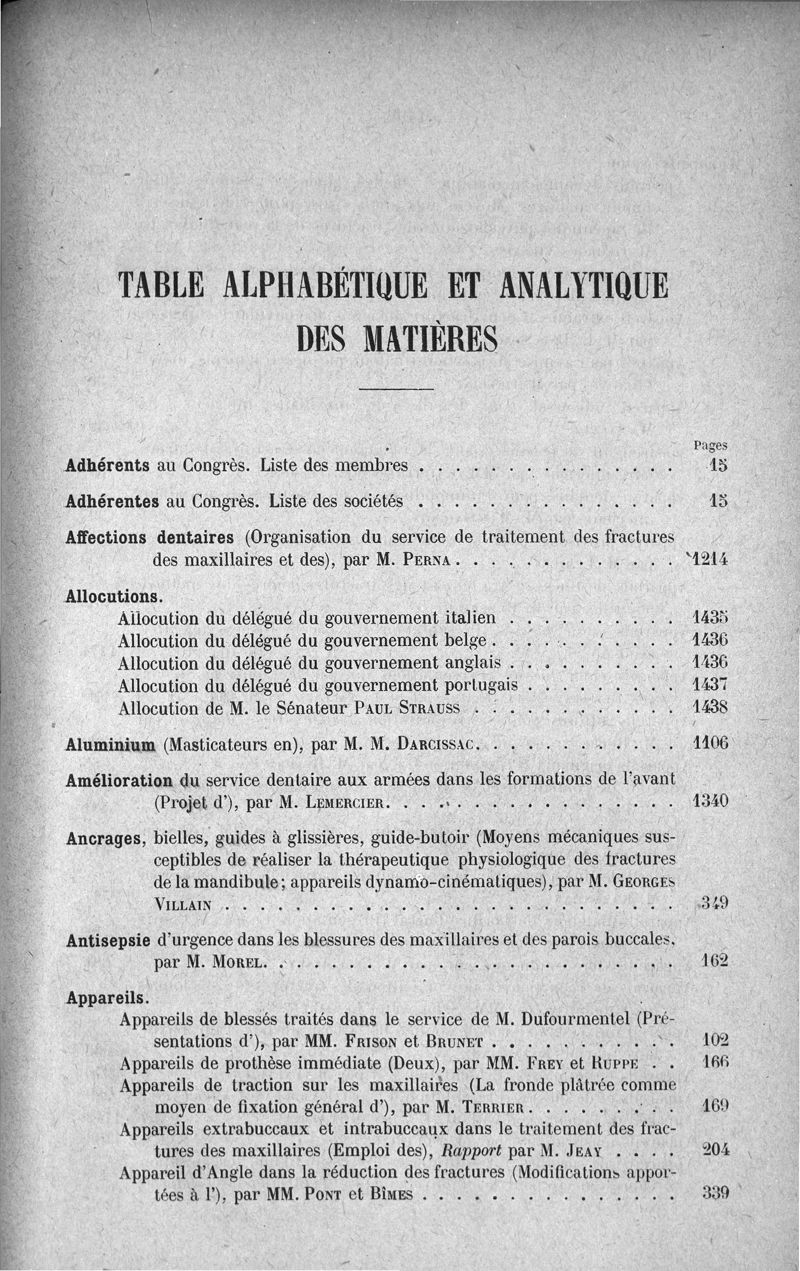 TABLE ALPHABÉTIQUE ET ANALYTIQUE
DES MATIÈRES
Pages
Adhérents au Congrès. Liste des membres . . . . . . . . . . . . . . . 15
Adhérentes au Congrès. Liste des sociétés . . . . . . . . . . . . . . . 15
Affections dentaires (Organisation du service de traitement des fractures
des maxillaires et des), par M. PERNA . . . . . . . . . . . . . 1214
Allocutions.
Allocution du délégué du gouvernement italien . . . . . . . . . . 1435
Allocution du délégué du gouvernement belge . . . . . . . . . . . 1436
Allocution du délégué du gouvernement anglais . . . . . . . . . . 1436
Allocution du délégué du gouvernement portugais . . . . . . . . . 1437
Allocution de M. le Sénateur PAUL STRAUSS . . . . . . . . . . . . 1438
Aluminium (Masticateurs en), par M. M. DARCISSAC. . . . . . . . . . . . 1106
Amélioration du service dentaire aux armées dans les formations de l'avant
(Projet d'), par M. LEMERCIER. . . . . . . . . . . . . . . . . 1340
Ancrages, bielles, guides à glissières, guide-butoir (Moyens mécaniques sus-
ceptibles de réaliser la thérapeutique physiologique des fractures
de la mandibule ; appareils dynamo-cinématiques), par M. GEORGES
VILLAIN . . . . . . . . . . . . . . . . . . . . . . . . . . 349
Antisepsie d'urgence dans les blessures des maxillaires et des parois buccales,
par M. MOREL. . . . . . . . . . . . . . . . . . . . . . . . 162
Appareils.
Appareils de blessés traités dans le service de M. Dufourmentel (Pré-
sentations d'), par MM. FRISON et BRUNET . . . . . . . . . . . 102
Appareils de prothèse immédiate (Deux), par MM. FREY et RUPPE . . 166
Appareils de traction sur les maxillaires (La fronde plâtrée comme
moyen de fixation général d'), par M. TERRIER . . . . . . . . . 169
Appareils extrabuccaux et intrabuccaux dans le traitement des frac-
tures des maxillaires (Emploi des), Rapport par M. JEAY . . . . 204
Appareil d'Angle dans la réduction des fractures (Modifications appor-
tées à l'), par MM. PONT et BÎMES . . . . . . . . . . . . . . . 339